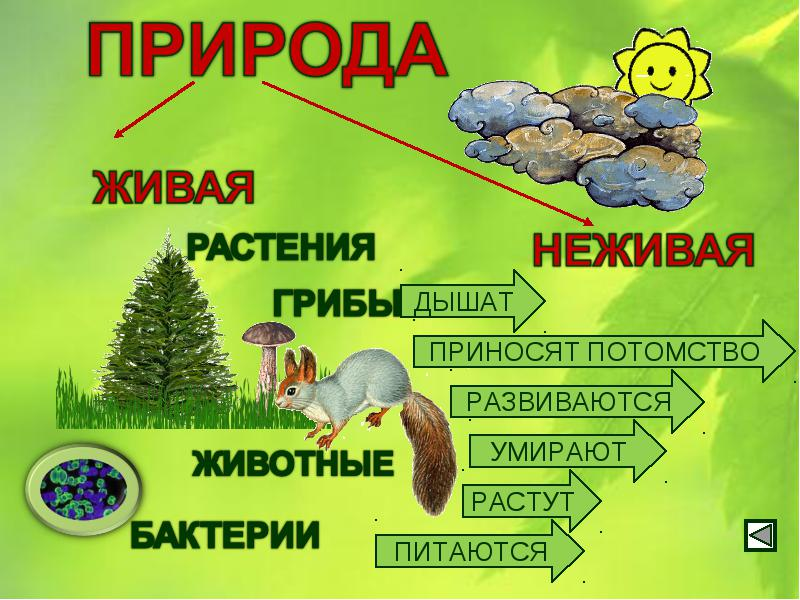 ПРИРОДА
ЖИВАЯ
НЕЖИВАЯ
РАСТЕНИЯ
ГРИБЫ
ДЫШАТ
ПРИНОСЯТ ПОТОМСТВО
РАЗВИВАЮТСЯ
УМИРАЮТ
ЖИВОТНЫЕ
РАСТУТ
БАКТЕРИИ
ПИТАЮТСЯ